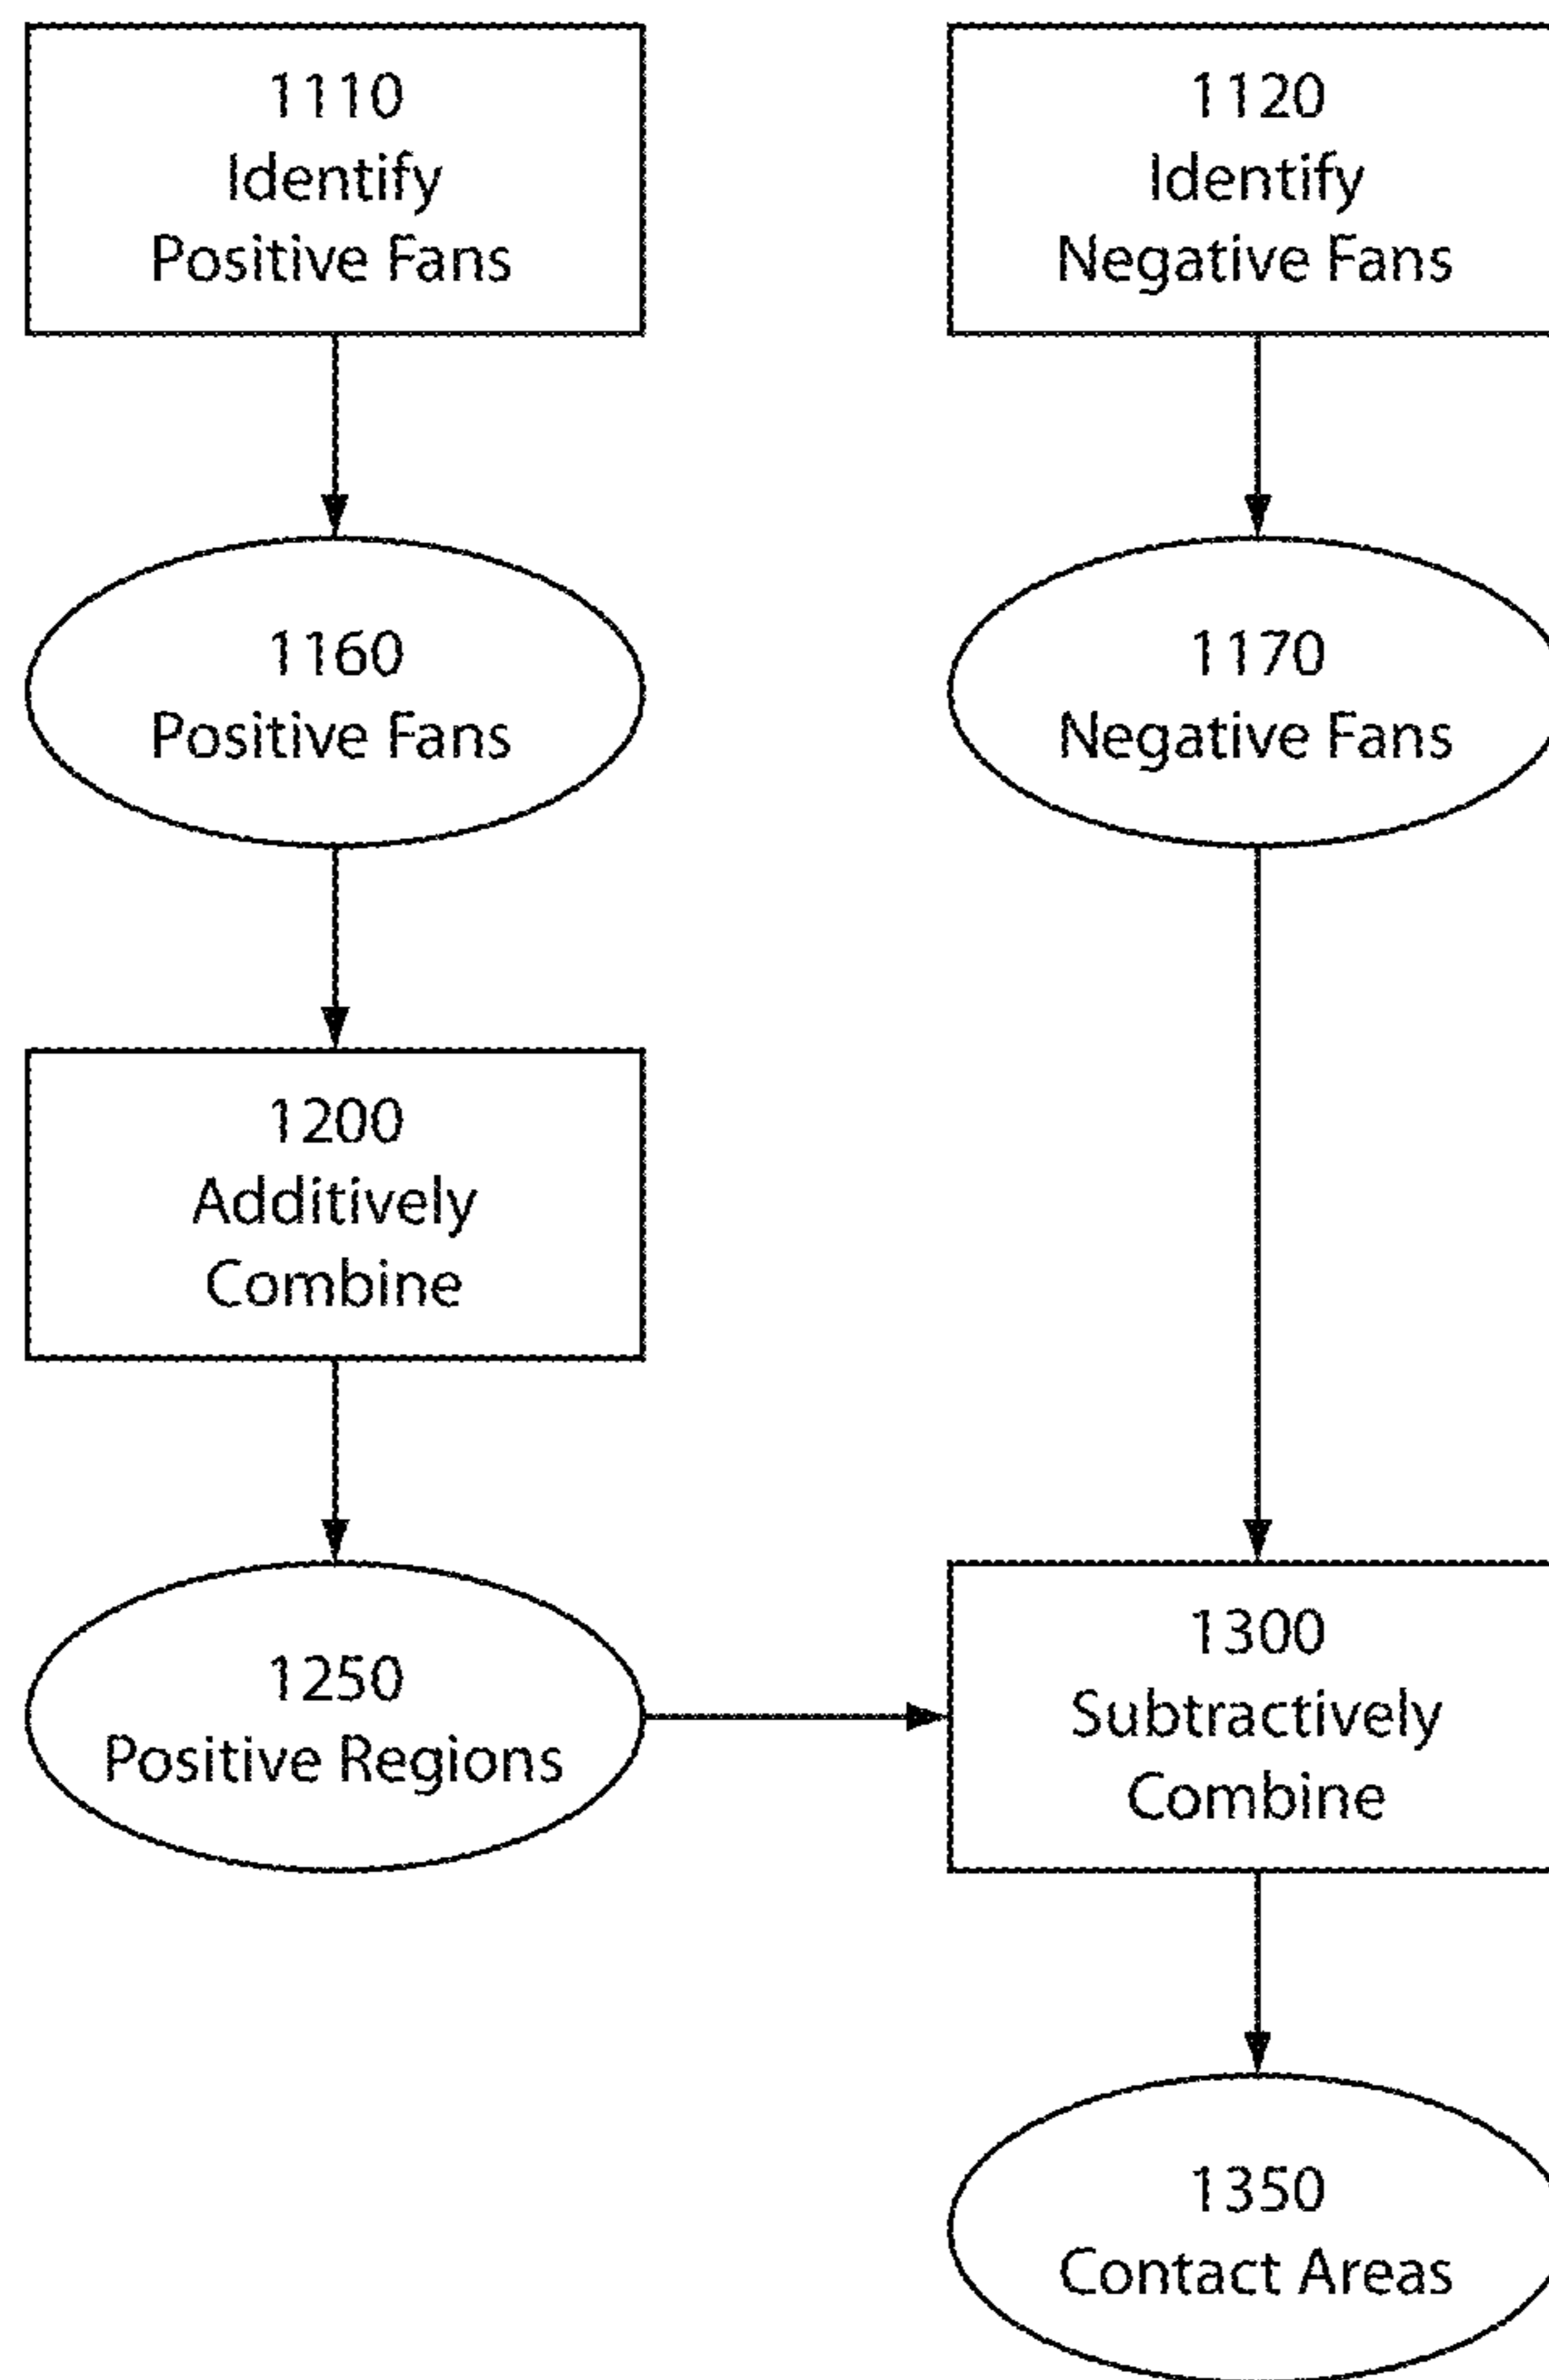 1110
Identify
Positive Fans
1120
Identify
Negative Fans
1160
Positive Fans
1170
Negative Fans
1200
Additively
Combine
1250
Positive Regions
1300
Subtractively
Combine
1350
Contact Areas